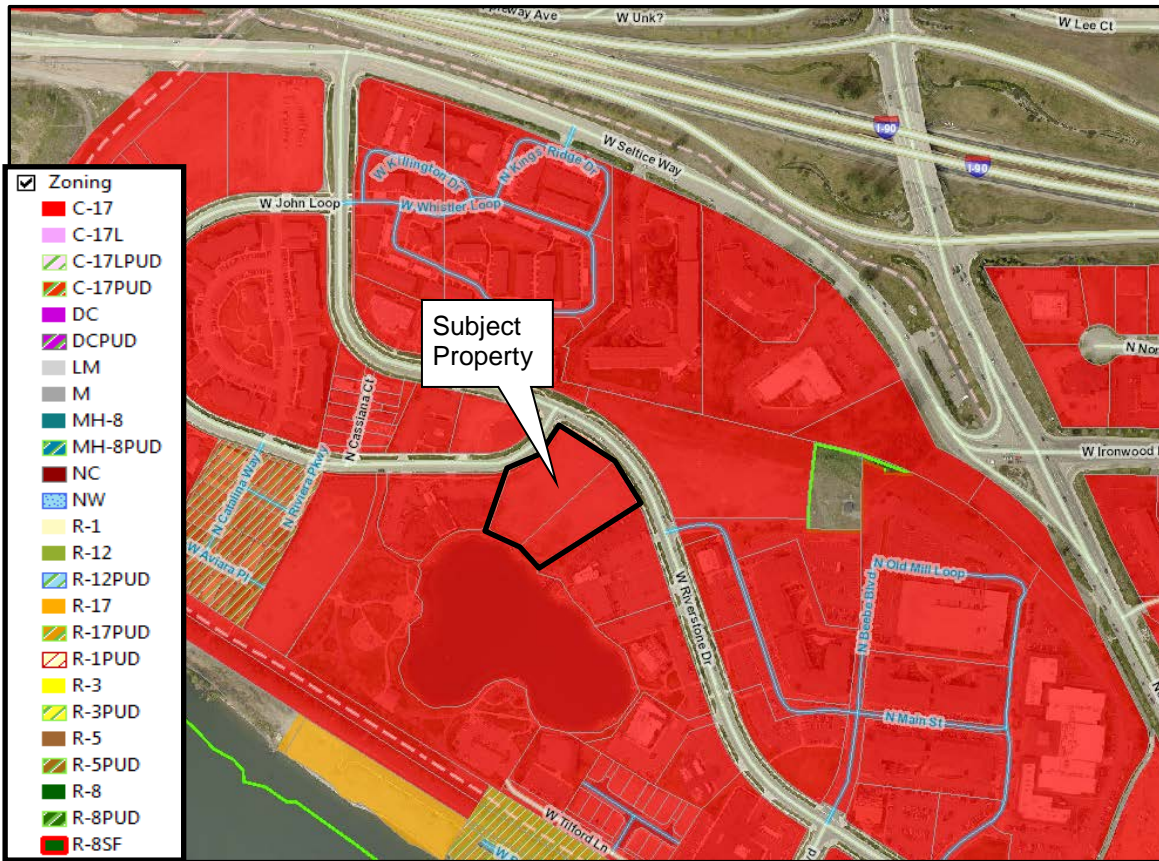 W Unk?
W Lee Ct
I-90
I-90
W Seltice Way
N Kings Ridge Dr
W Killington Dr
W Whistler Loop
W John Loop
Zoning
C-17
C-17L
C-17LPUD
C-17PUD
DC
DCPUD
LM
M
MH-8
MH-8PUD
NC
NW
R-1
R-12
R-12PUD
R-17
R-17PUD
R-1PUD
R-3
R-3PUD
R-5
R-5PUD
R-8
R-8PUD
R-8SF
Subject
Property
N Cassiana Ct
N Catalina Way
N Riviera Pkwy
W Aviara Pl
W Riverstone Dr
N Beebe Blvd
N Old Mill Loop
N Main St
W Tilford Ln
W Ironwood
N Nor